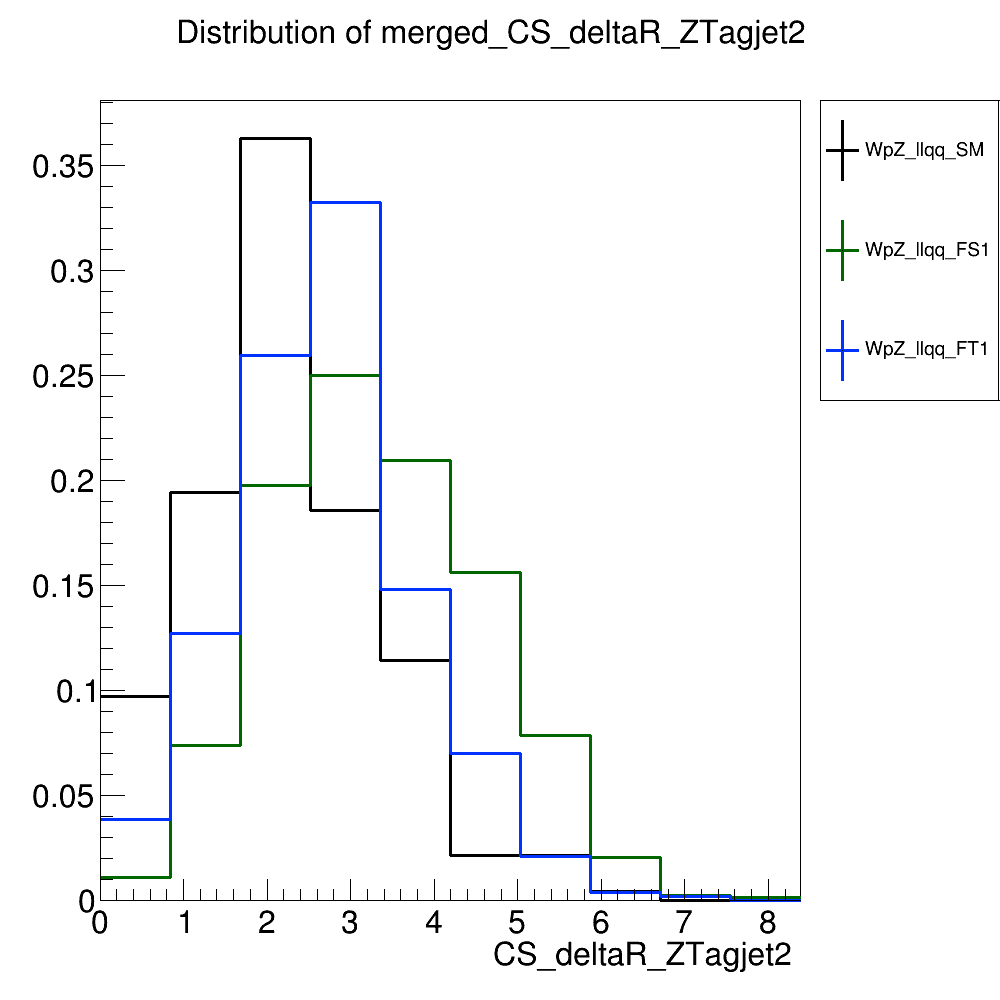 Distribution of merged_CS_deltaR_ZTagjet2
WpZ_llqq_SM
WpZ_llqq_FS1
WpZ_llqq_FT1
0.35
0.3
0.25
0.2
0.15
0.1
0.05
0
0 1 2 3 4 5 6 7 8
CS_deltaR_ZTagjet2